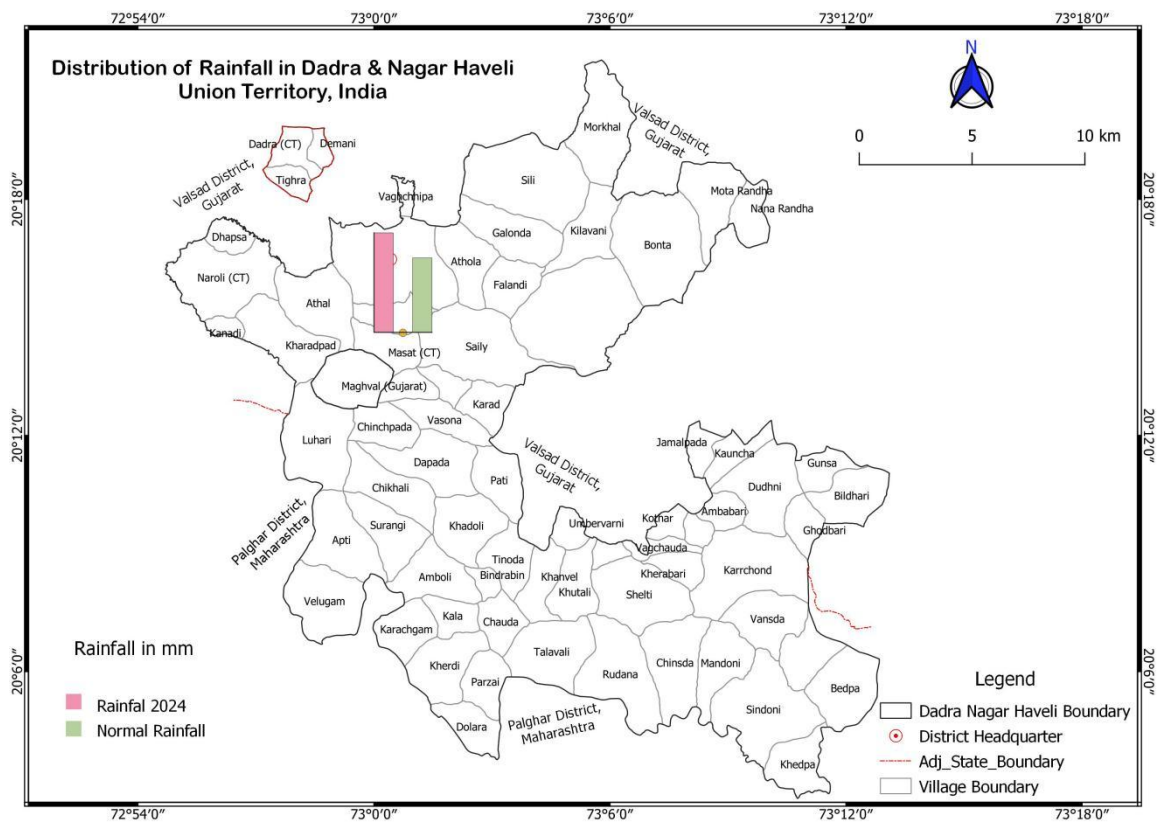 72°54′0″
73°0′0″
73°6′0″
73°12′0″
73°18′0″
Distribution of Rainfall in Dadra & Nagar Haveli
Union Territory, India
N
0
5
10 km
20°18′0″
20°18′0″
Dadra (CT)
Demani
Tighra
Valsad District,
Gujarat
Morkhal
Valsad District,
Gujarat
Vaghchhipa
Sili
Mota Randha
Nana Randha
Dhapsa
Galonda
Kilavani
Bonta
Naroli (CT)
Athola
Falandi
Athal
Kanadi
Kharadpad
Masat (CT)
Saily
Maghval (Gujarat)
Karad
Vasona
Chinchpada
Luhari
20°12′0″
20°12′0″
Jamalpada
Kauncha
Valsad District,
Gujarat
Dapada
Pati
Gunsa
Dudhni
Bildhari
Chikhali
Ambabari
Kothar
Umbervarni
Surangi
Khadoli
Ghodbari
Palghar District,
Maharashtra
Apti
Vagchauda
Tinoda
Bindrabin
Khanvel
Kherabari
Karrchond
Amboli
Khutali
Shelti
Velugam
Kala
Chauda
Vansda
Karachgam
Talavali
Kherdi
Parzai
Rudana
Chinsda
Mandoni
Bedpa
Sindoni
Dolara
Palghar District,
Maharashtra
Khedpa
20°6′0″
20°6′0″
Rainfall in mm
Rainfal 2024
Normal Rainfall
Legend
Dadra Nagar Haveli Boundary
District Headquarter
Adj_State_Boundary
Village Boundary
72°54′0″
73°0′0″
73°6′0″
73°12′0″
73°18′0″